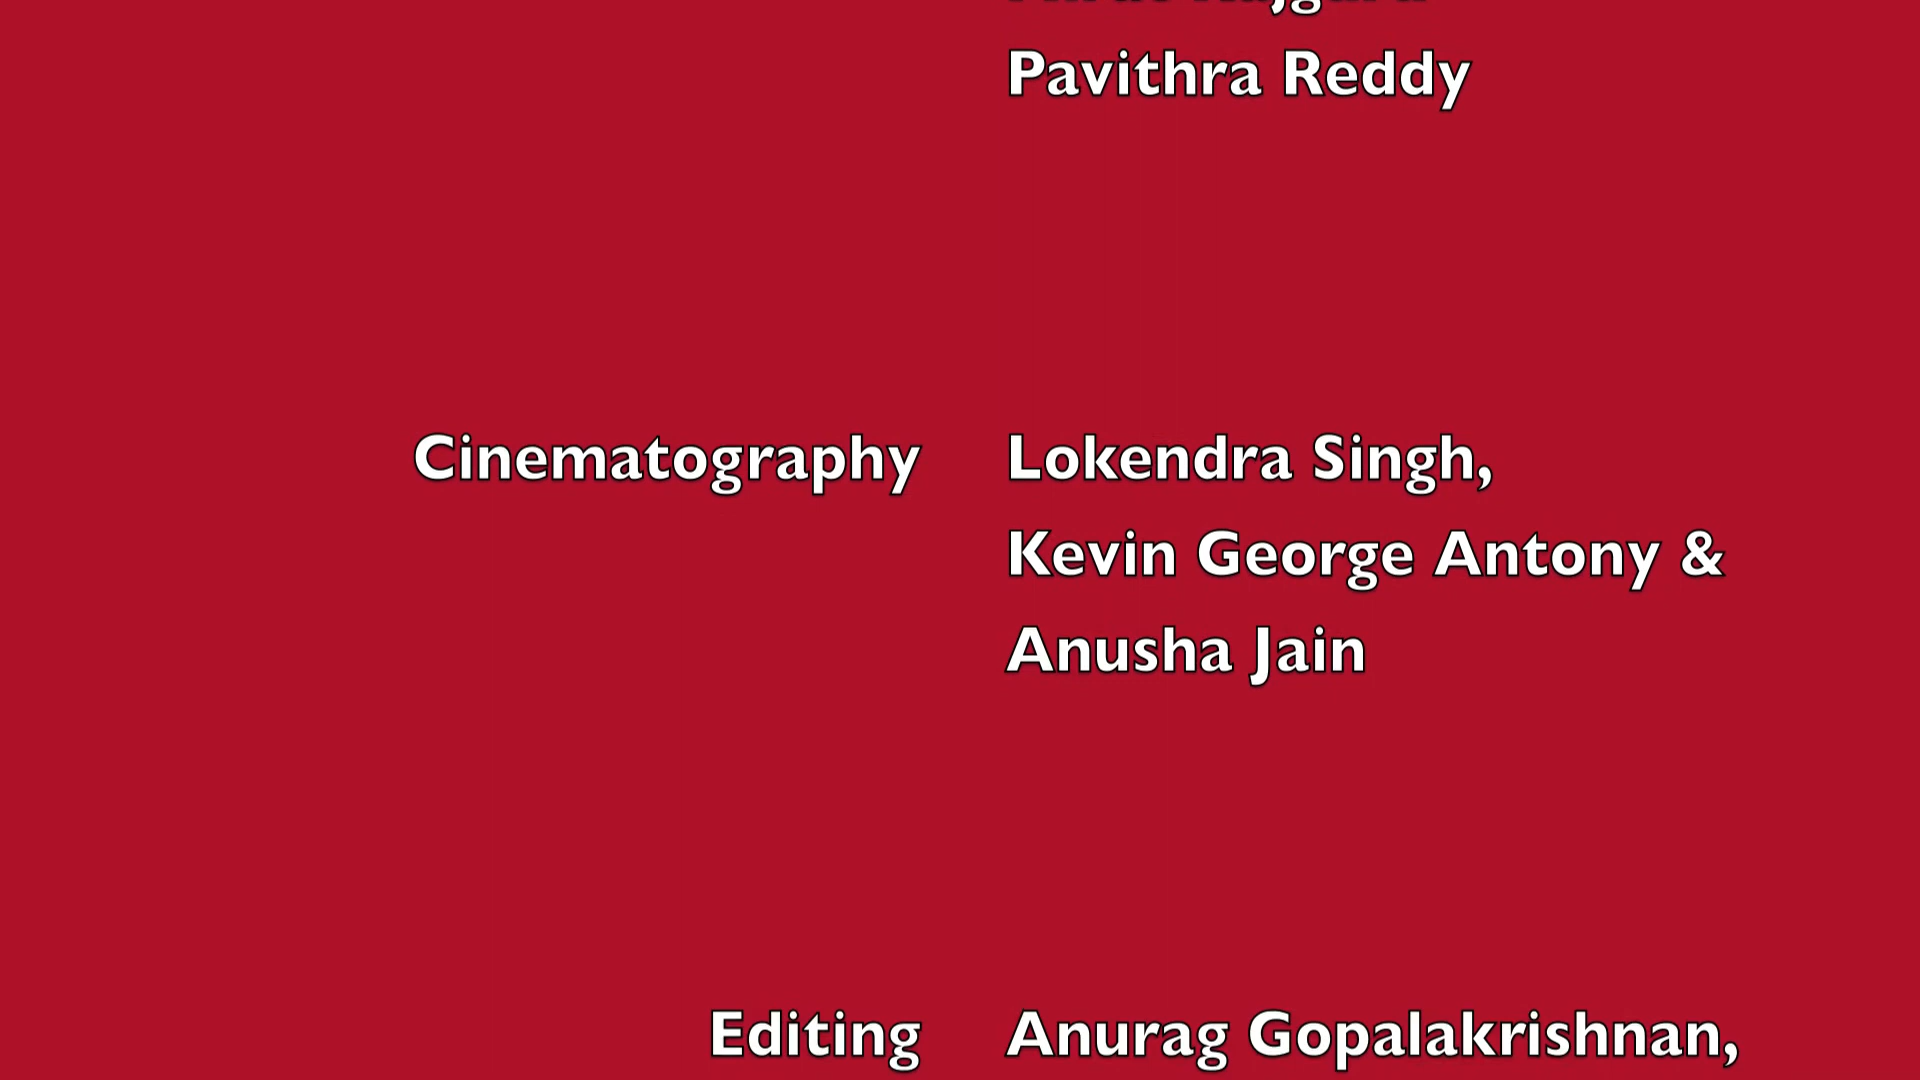 Pavithra Reddy
Cinematography Lokendra Singh,
Kevin George Antony &
Anusha Jain
Editing Anurag Gopalakrishnan,